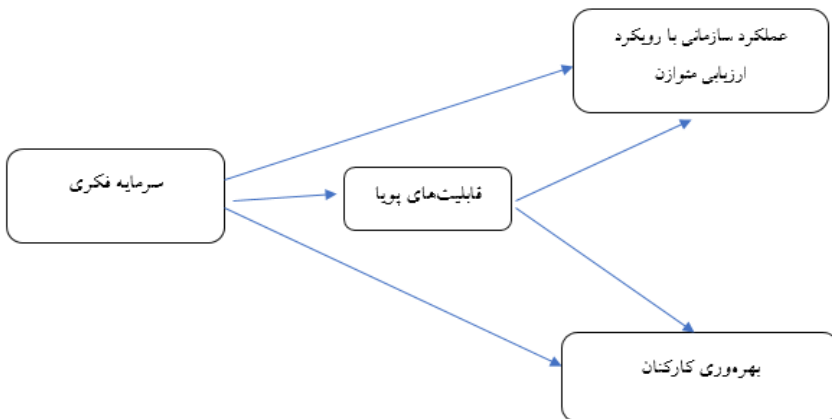 عملکرد سازمانی با رویکرد
ارزیابی متوازن
سرمایه فکری
قابلیت‌های پویا
بهره‌وری کارکنان